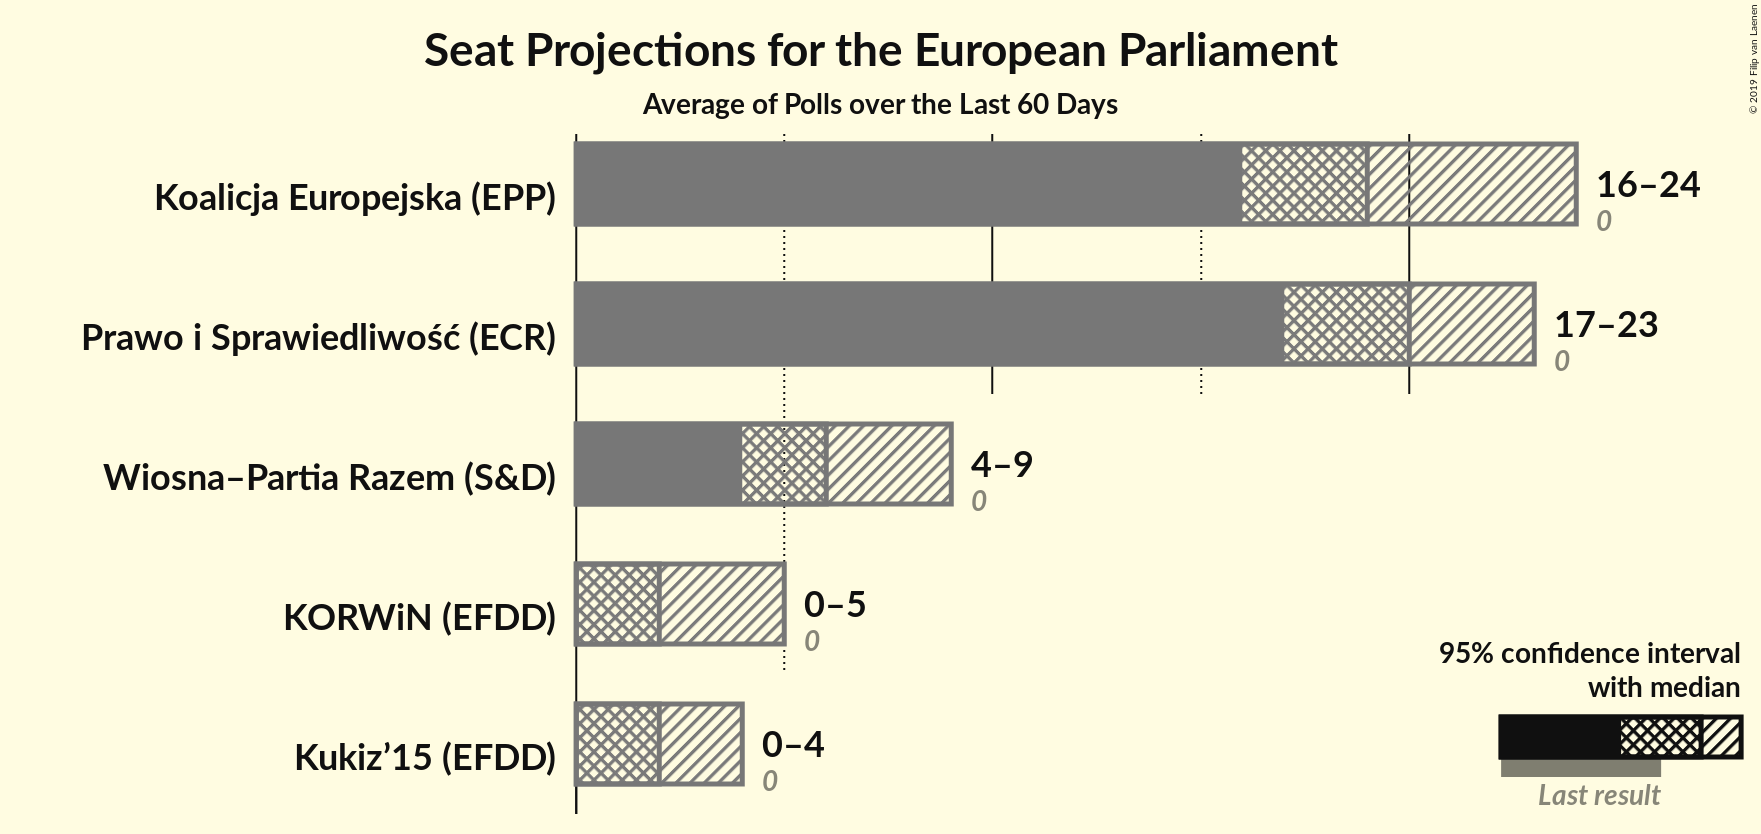 Seat Projections for the European Parliament
Average of Polls over the Last 60 Days
© 2019 Filip van Laenen
Koalicja Europejska (EPP)
16–24
0
Prawo i Sprawiedliwość (ECR)
17–23
0
Wiosna–Partia Razem (S&D)
4–9
0
KORWiN (EFDD)
0–5
0
Kukiz’15 (EFDD)
0–4
0
95% confidence interval
with median
Last result